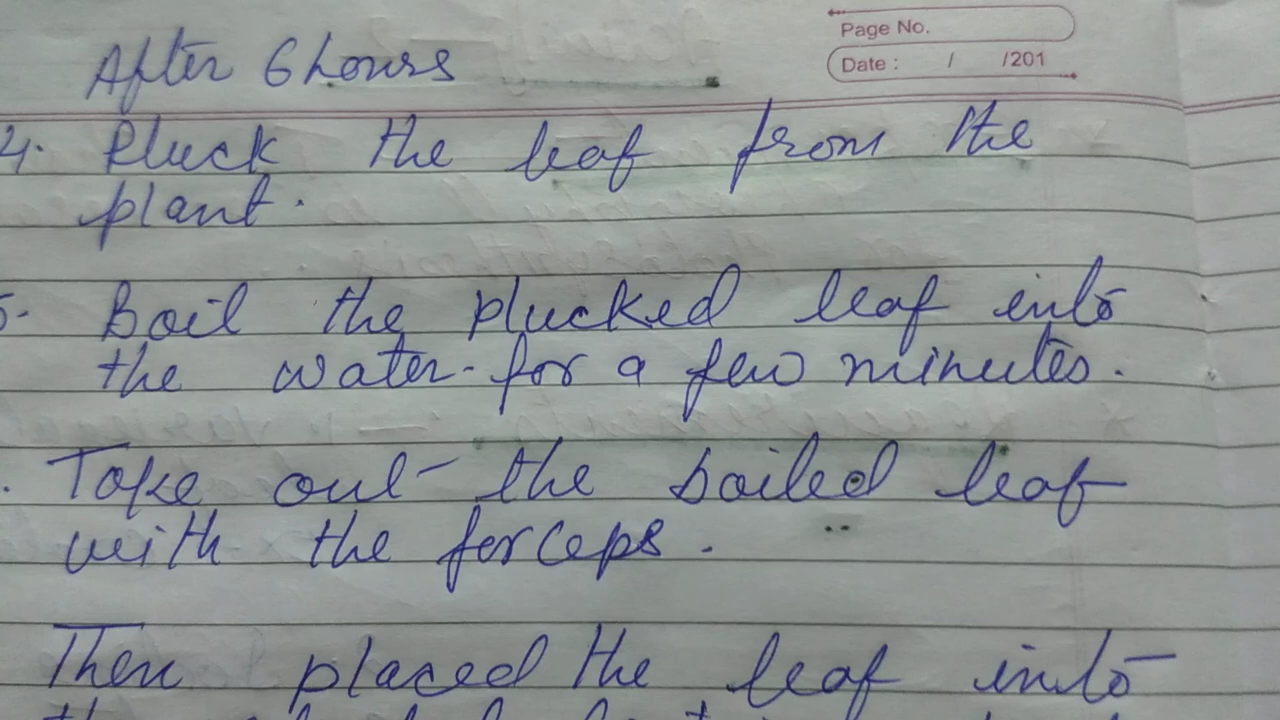 Page No.
Date : / /201
After 6 hours
4. Pluck the leaf from the
plant.
5. Boil the plucked leaf into
the water for a few minutes.
. Take out the boiled leaf
with the forceps.
Then placed the leaf into